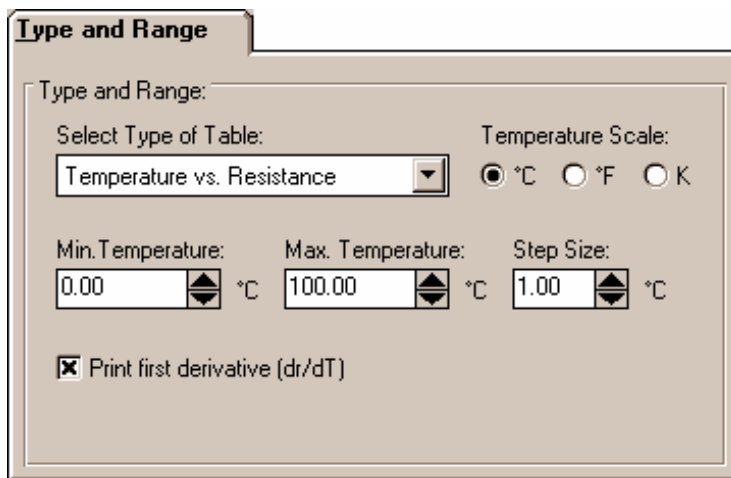 Type and Range
Type and Range:
Select Type of Table: Temperature Scale:
Temperature vs. Resistance °C °F K
Min.Temperature: Max. Temperature: Step Size:
0.00 °C 100.00 °C 1.00 °C
Print first derivative (dr/dT)